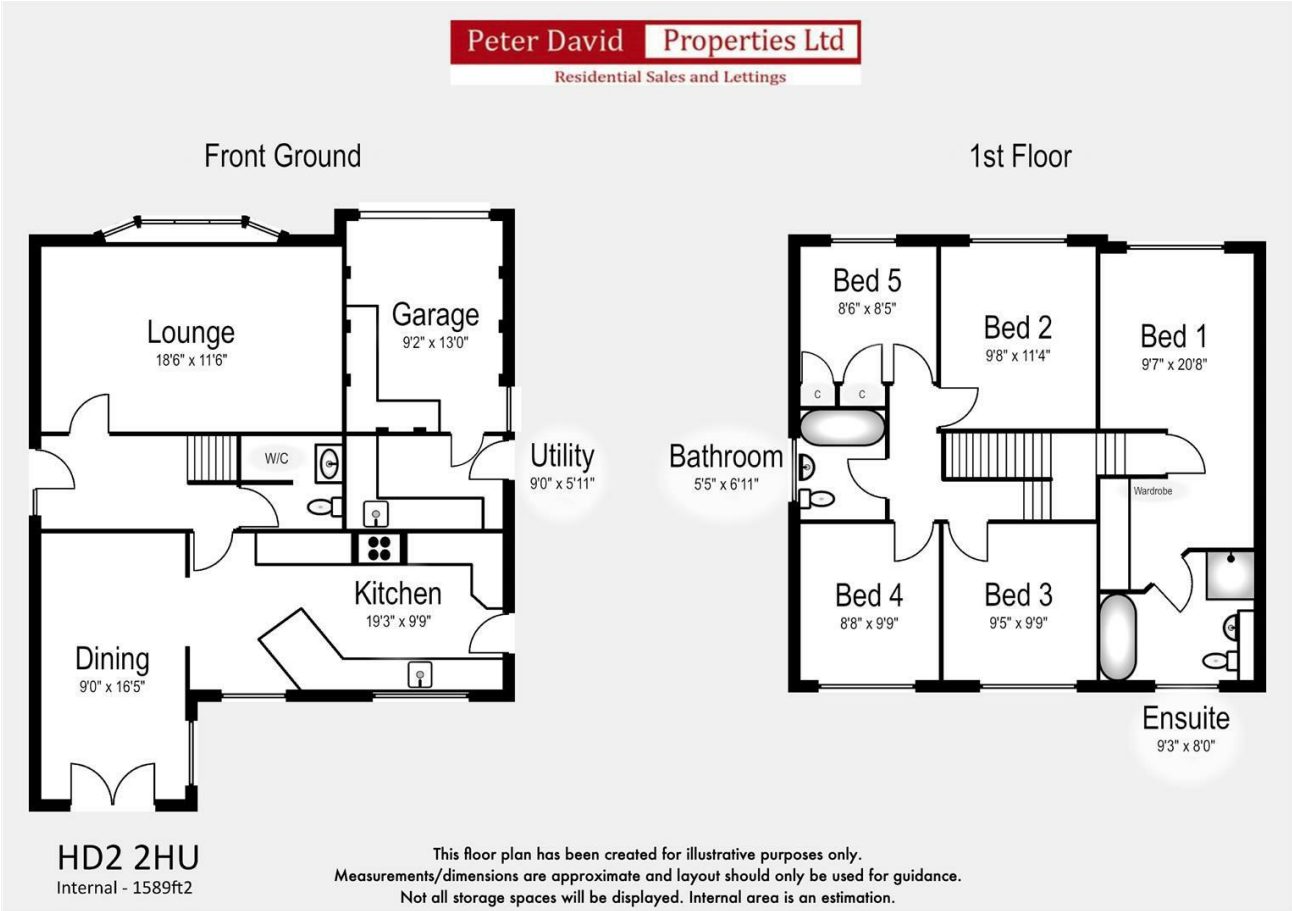 Peter David Properties Ltd
Residential Sales and Lettings
Front Ground
1st Floor
Lounge
18'6" x 11'6"
Garage
9'2" x 13'0"
W/C
Utility
9'0" x 5'11"
Kitchen
19'3" x 9'9"
Dining
9'0" x 16'5"
Bed 5
8'6" x 8'5"
C
C
Bed 2
9'8" x 11'4"
Bed 1
9'7" x 20'8"
Bathroom
5'5" x 6'11"
Wardrobe
Bed 4
8'8" x 9'9"
Bed 3
9'5" x 9'9"
Ensuite
9'3" x 8'0"
HD2 2HU
Internal - 1589ft2
This floor plan has been created for illustrative purposes only.
Measurements/dimensions are approximate and layout should only be used for guidance.
Not all storage spaces will be displayed. Internal area is an estimation.